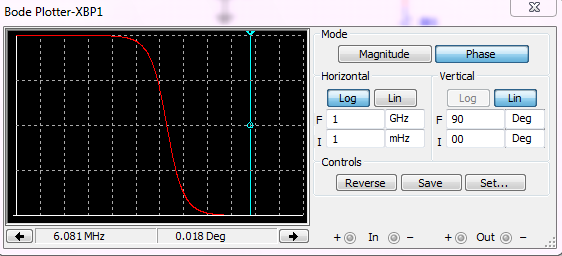 Bode Plotter-XBP1
Mode
Magnitude Phase
Horizontal Vertical
Log Lin Log Lin
F 1 GHz F 90 Deg
I 1 mHz I 00 Deg
Controls
Reverse Save Set...
6.081 MHz 0.018 Deg
+ In − + Out −